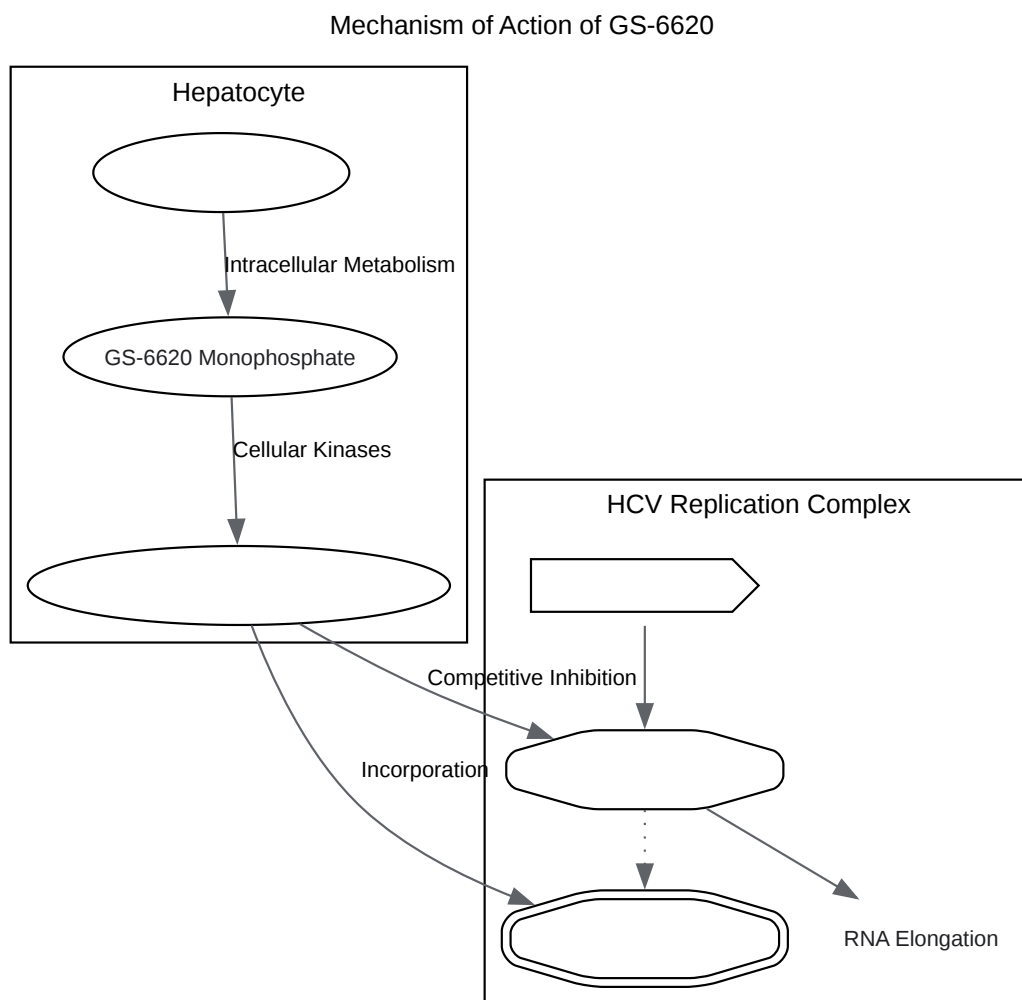 Mechanism of Action of GS-6620
Hepatocyte
Intracellular Metabolism
GS-6620 Monophosphate
Cellular Kinases
HCV Replication Complex
Competitive Inhibition
Incorporation
RNA Elongation